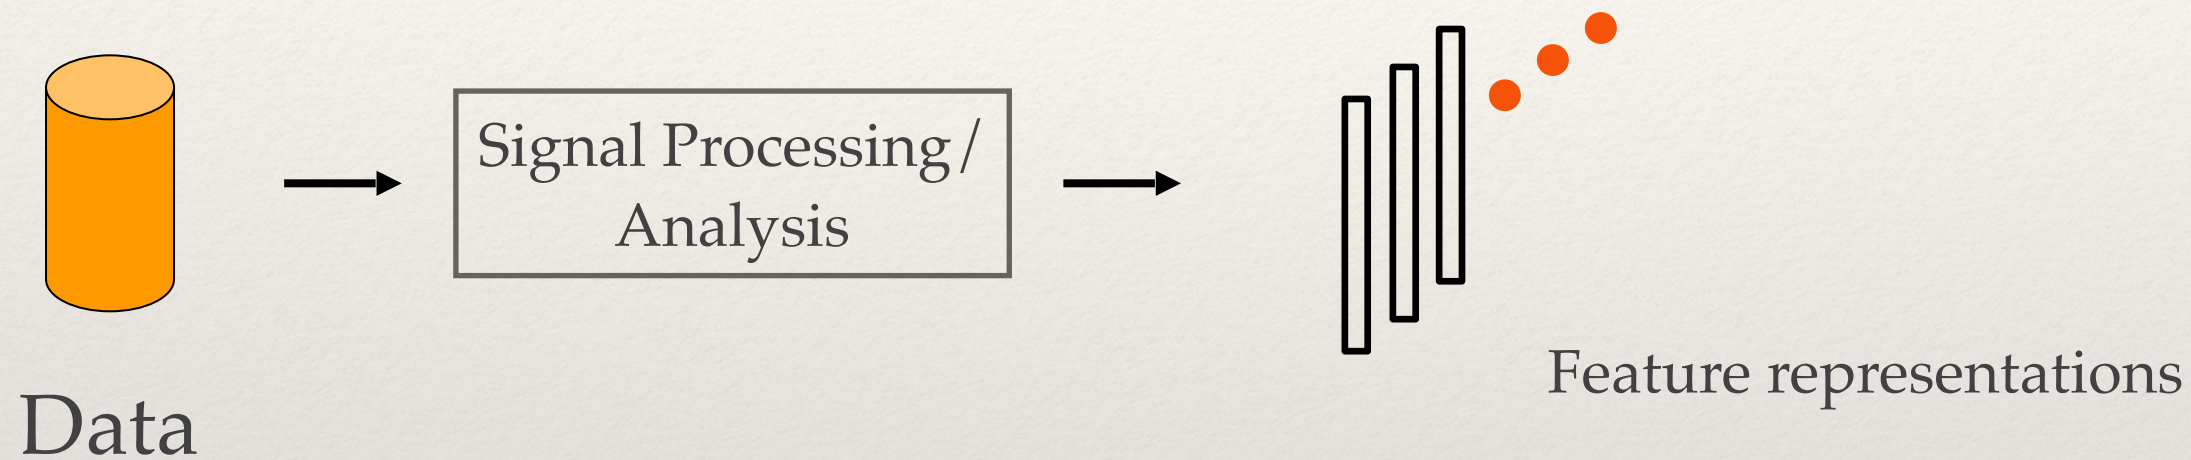 Signal Processing/
Analysis
Feature representations
Data